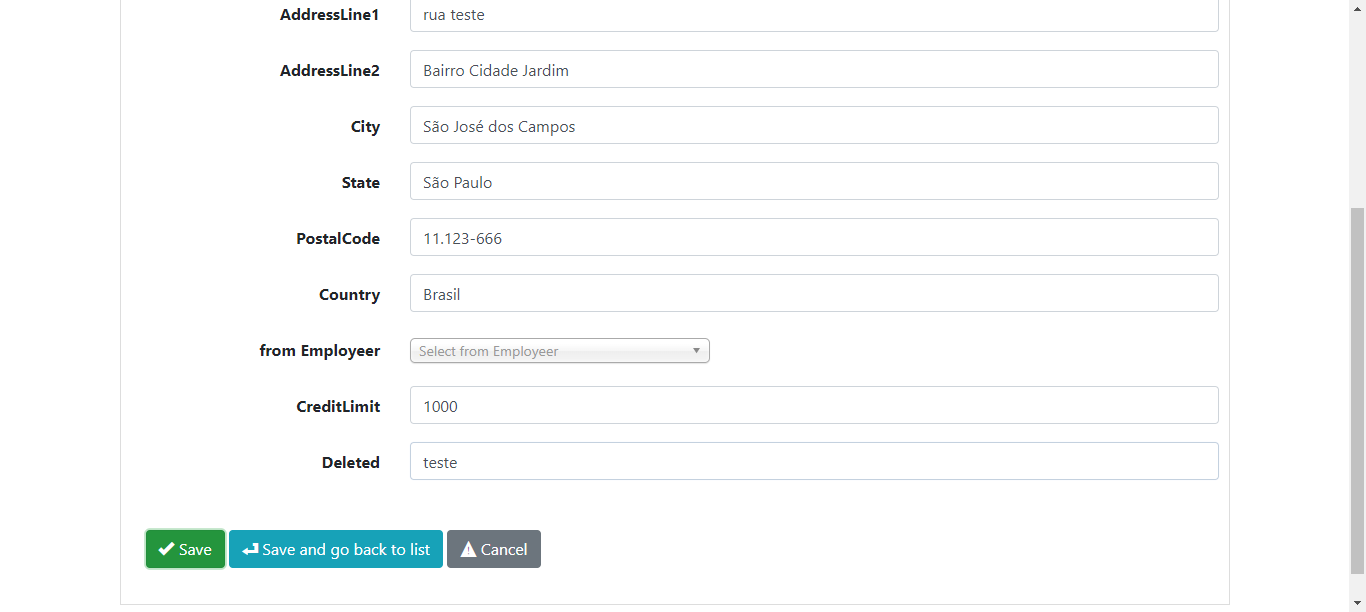 AddressLine1 rua teste
AddressLine2 Bairro Cidade Jardim
City São José dos Campos
State São Paulo
PostalCode 11.123-666
Country Brasil
from Employeer Select from Employeer
CreditLimit 1000
Deleted teste
Save Save and go back to list Cancel